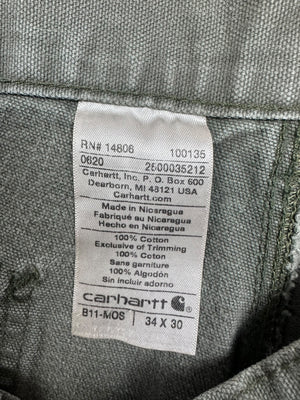 RN# 14806 100135
0620 2600035212
Carhartt, Inc. P. O. Box 600
Dearborn, MI 48121 USA
Carhartt.com
Made in Nicaragua
Fabriqué au Nicaragua
Hecho en Nicaragua
100% Cotton
Exclusive of Trimming
100% Coton
Sans garniture
100% Algodón
Sin incluir adorno
carhartt
B11-MOS 34 X 30